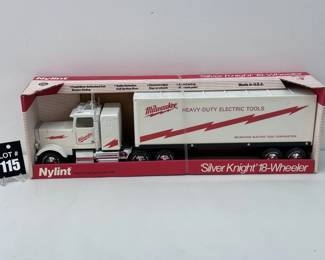 Nylint
'Silver Knight' 18-Wheeler
Made in U.S.A.
Milwaukee
HEAVY-DUTY ELECTRIC TOOLS
Milwaukee
MILWAUKEE ELECTRIC TOOL CORPORATION
LOT #
115
Nylint
'Silver Knight' 18-Wheeler